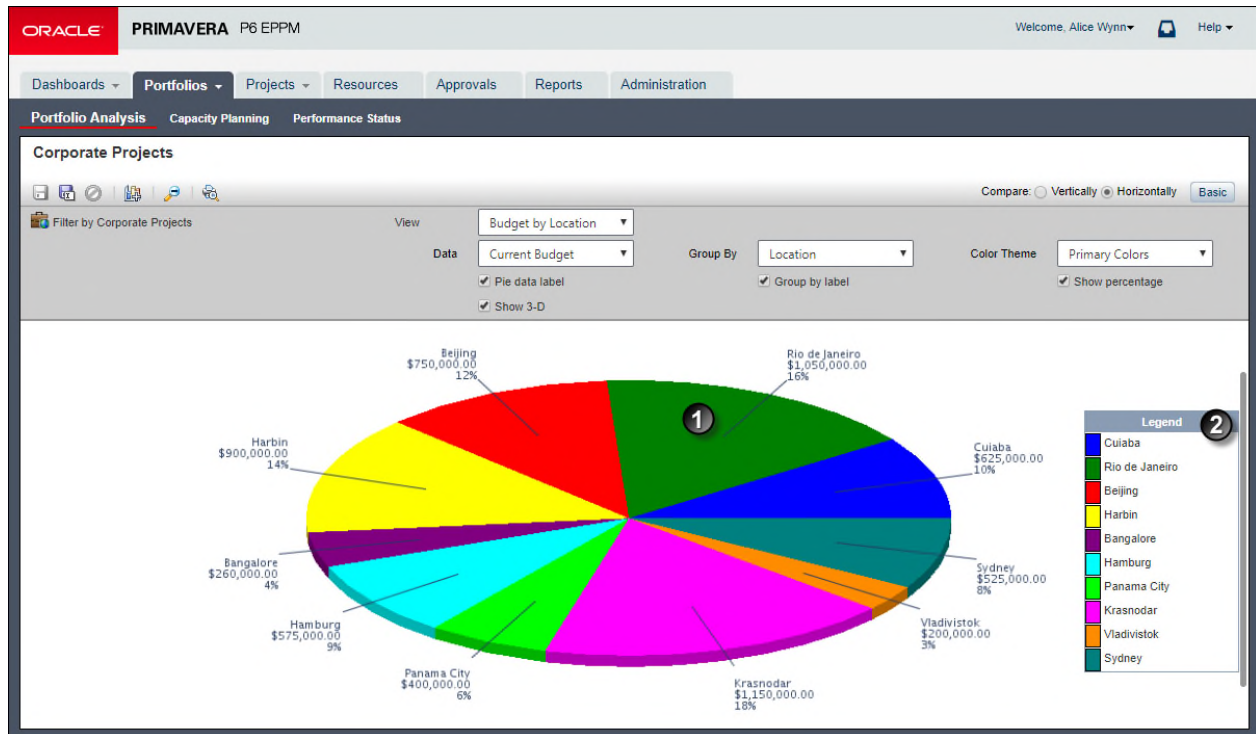 ORACLE PRIMAVERA P6 EPPM Welcome, Alice Wynn Help
Dashboards Portfolios Projects Resources Approvals Reports Administration
Portfolio Analysis Capacity Planning Performance Status
Corporate Projects
Compare: Vertically Horizontally Basic
Filter by Corporate Projects View Budget by Location
Data Current Budget Group By Location Color Theme Primary Colors
Pie data label Group by label Show percentage
Show 3-D
Beijing
$750,000.00
12%
Rio de Janeiro
$1,050,000.00
16%
1
Harbin
$900,000.00
14%
Cuiaba
$625,000.00
10%
Bangalore
$260,000.00
4%
Sydney
$525,000.00
8%
Hamburg
$575,000.00
9%
Vladivistok
$200,000.00
3%
Panama City
$400,000.00
6%
Krasnodar
$1,150,000.00
18%
Legend 2
Cuiaba
Rio de Janeiro
Beijing
Harbin
Bangalore
Hamburg
Panama City
Krasnodar
Vladivistok
Sydney